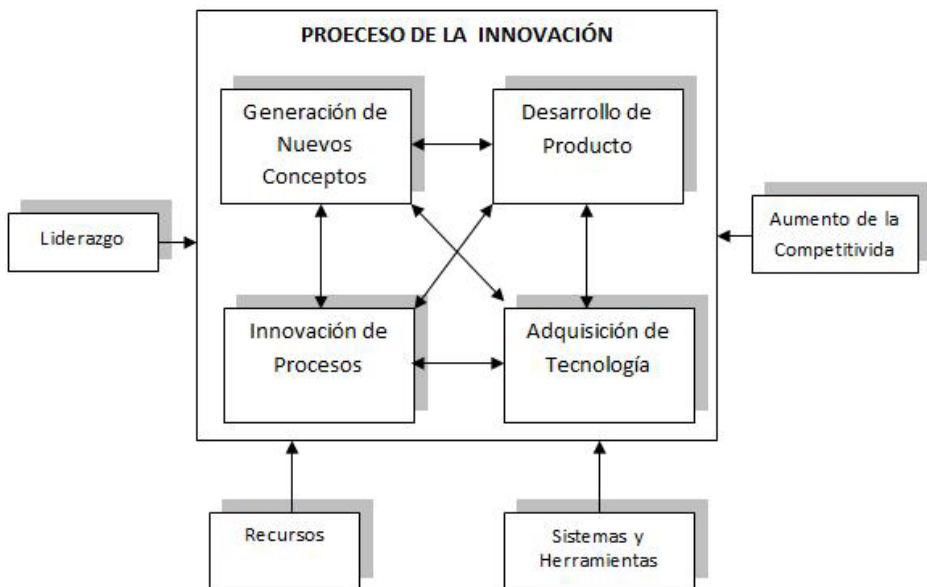 PROECESO DE LA INNOVACIÓN
Generación de
Nuevos
Conceptos
Desarrollo de
Producto
Liderazgo
Aumento de la
Competitivida
Innovación de
Procesos
Adquisición de
Tecnología
Recursos
Sistemas y
Herramientas